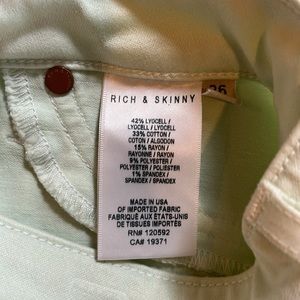 RICH & SKINNY
26
42% LYOCELL /
LYOCELL / LYOCELL
33% COTTON /
COTON / ALGODON
15% RAYON /
RAYONNE / RAYON
9% POLYESTER /
POLYESTER / POLIESTER
1% SPANDEX /
SPANDEX / SPANDEX
MADE IN USA
OF IMPORTED FABRIC
FABRIQUÉ AUX ÉTATS-UNIS
DE TISSUES IMPORTÉS
RN# 120592
CA# 19371